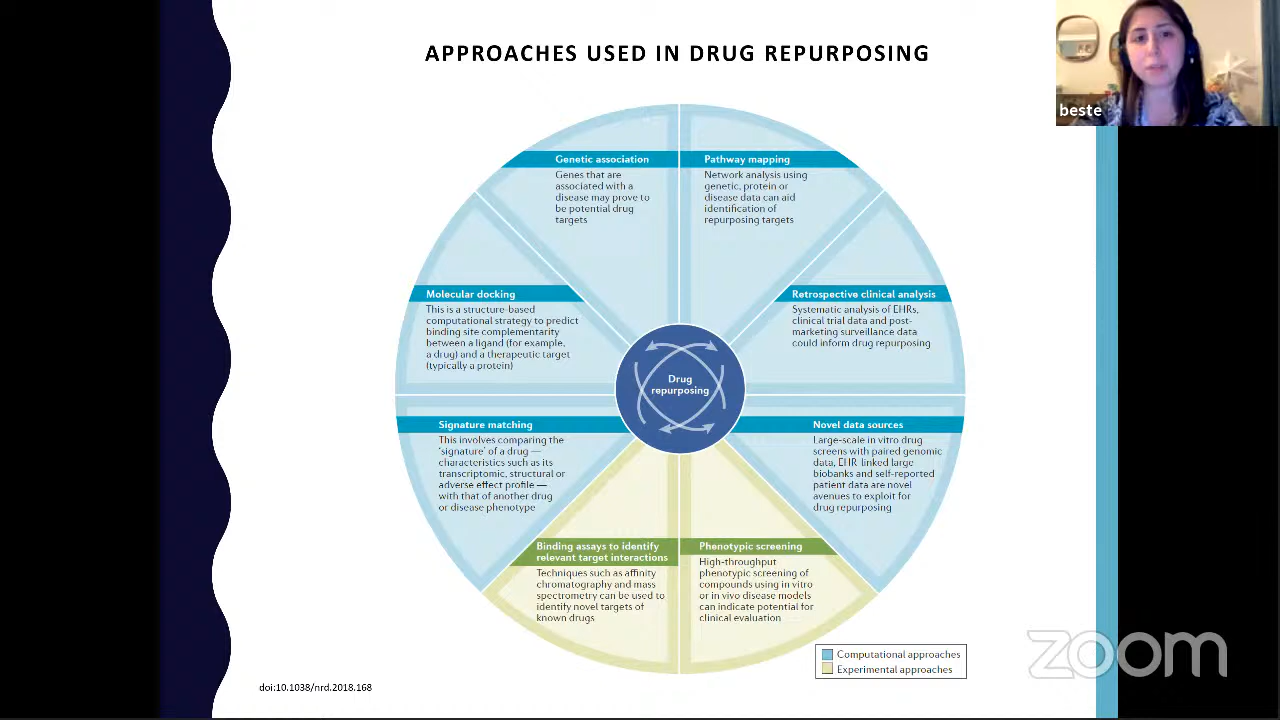 APPROACHES USED IN DRUG REPURPOSING
beste
Genetic association
Genes that are
associated with a
disease may prove to
be potential drug
targets
Pathway mapping
Network analysis using
genetic, protein or
disease data can aid
identification of
repurposing targets
Molecular docking
This is a structure-based
computational strategy to predict
binding site complementarity
between a ligand (for example,
a drug) and a therapeutic target
(typically a protein)
Retrospective clinical analysis
Systematic analysis of EHRs,
clinical trial data and post-
marketing surveillance data
could inform drug repurposing
Drug
repurposing
Signature matching
This involves comparing the
‘signature’ of a drug —
characteristics such as its
transcriptomic, structural or
adverse effect profile —
with that of another drug
or disease phenotype
Novel data sources
Large-scale in vitro drug
screens with paired genomic
data, EHR-linked large
biobanks and self-reported
patient data are novel
avenues to exploit for
drug repurposing
Binding assays to identify
relevant target interactions
Techniques such as affinity
chromatography and mass
spectrometry can be used to
identify novel targets of
known drugs
Phenotypic screening
High-throughput
phenotypic screening of
compounds using in vitro
or in vivo disease models
can indicate potential for
clinical evaluation
Computational approaches
Experimental approaches
zoom
doi:10.1038/nrd.2018.168